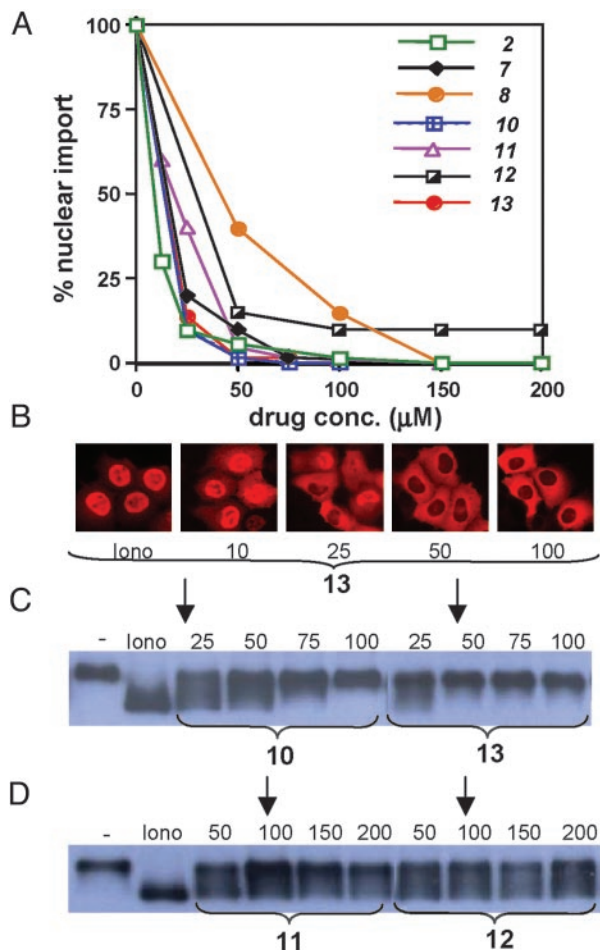 A
100
75
50
25
0
% nuclear import
2
7
8
10
11
12
13
0 50 100 150 200
drug conc. (μM)
B
Iono 10 25 50 100
13
C
- Iono 25 50 75 100 25 50 75 100
10 13
D
- Iono 50 100 150 200 50 100 150 200
11 12